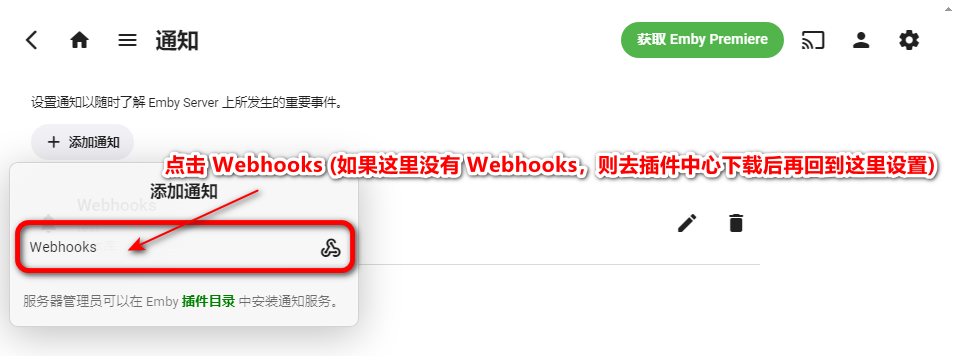 通知
获取 Emby Premiere
设置通知以随时了解 Emby Server 上所发生的重要事件。
+ 添加通知
点击 Webhooks (如果这里没有 Webhooks，则去插件中心下载后再回到这里设置)
添加通知
Webhooks
Webhooks
服务器管理员可以在 Emby 插件目录 中安装通知服务。